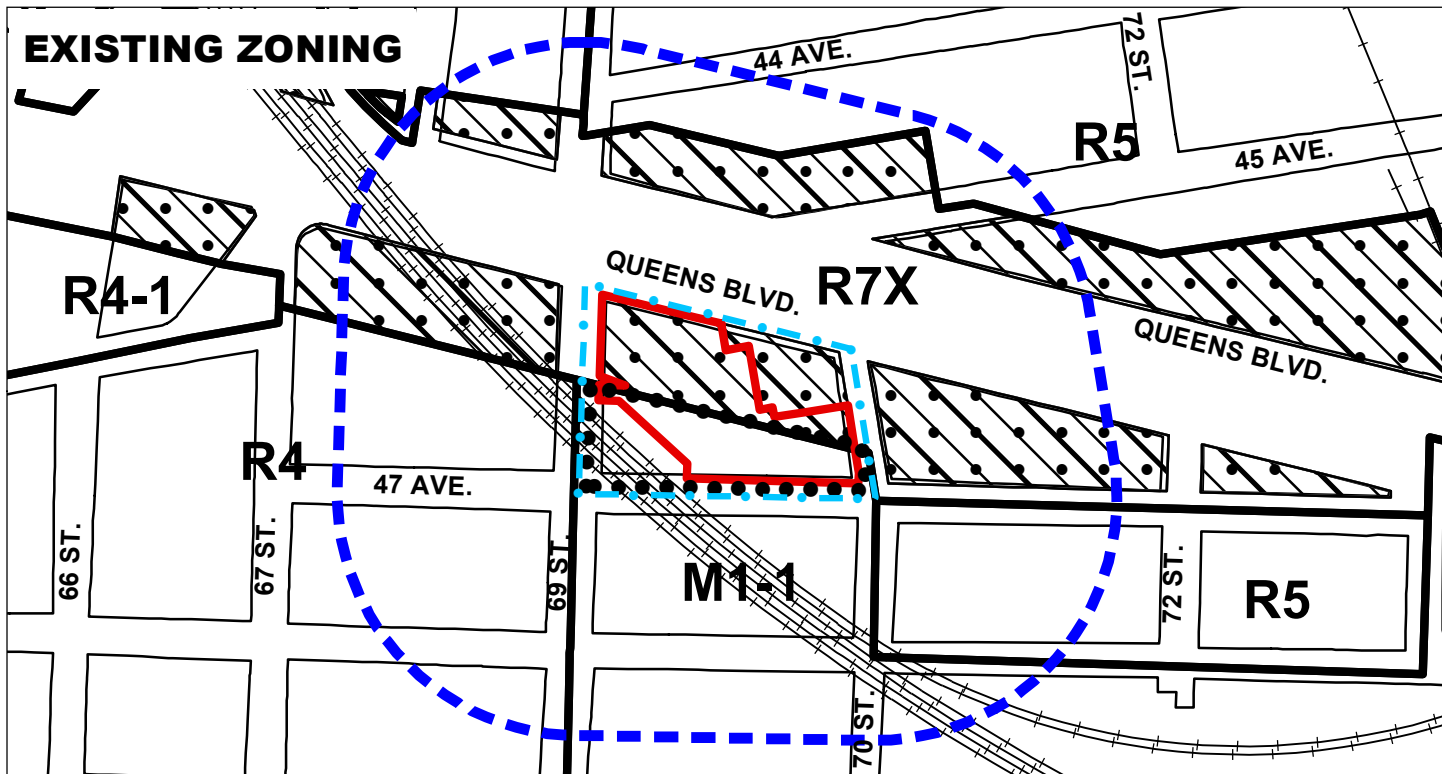 EXISTING ZONING
44 AVE.
72 ST.
R5
45 AVE.
R4-1
QUEENS BLVD.
R7X
QUEENS BLVD.
R4
47 AVE.
66 ST.
67 ST.
69 ST.
M1-1
72 ST.
R5
70 ST.